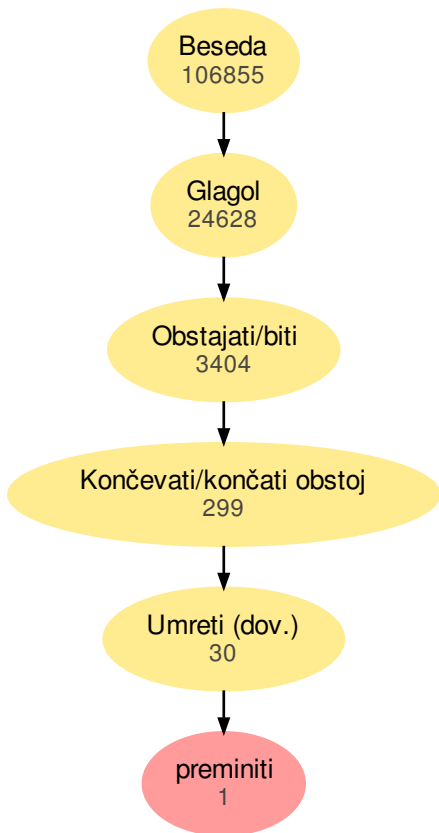 Beseda
106855
Glagol
24628
Obstajati/biti
3404
Končevati/končati obstoj
299
Umreti (dov.)
30
preminiti
1